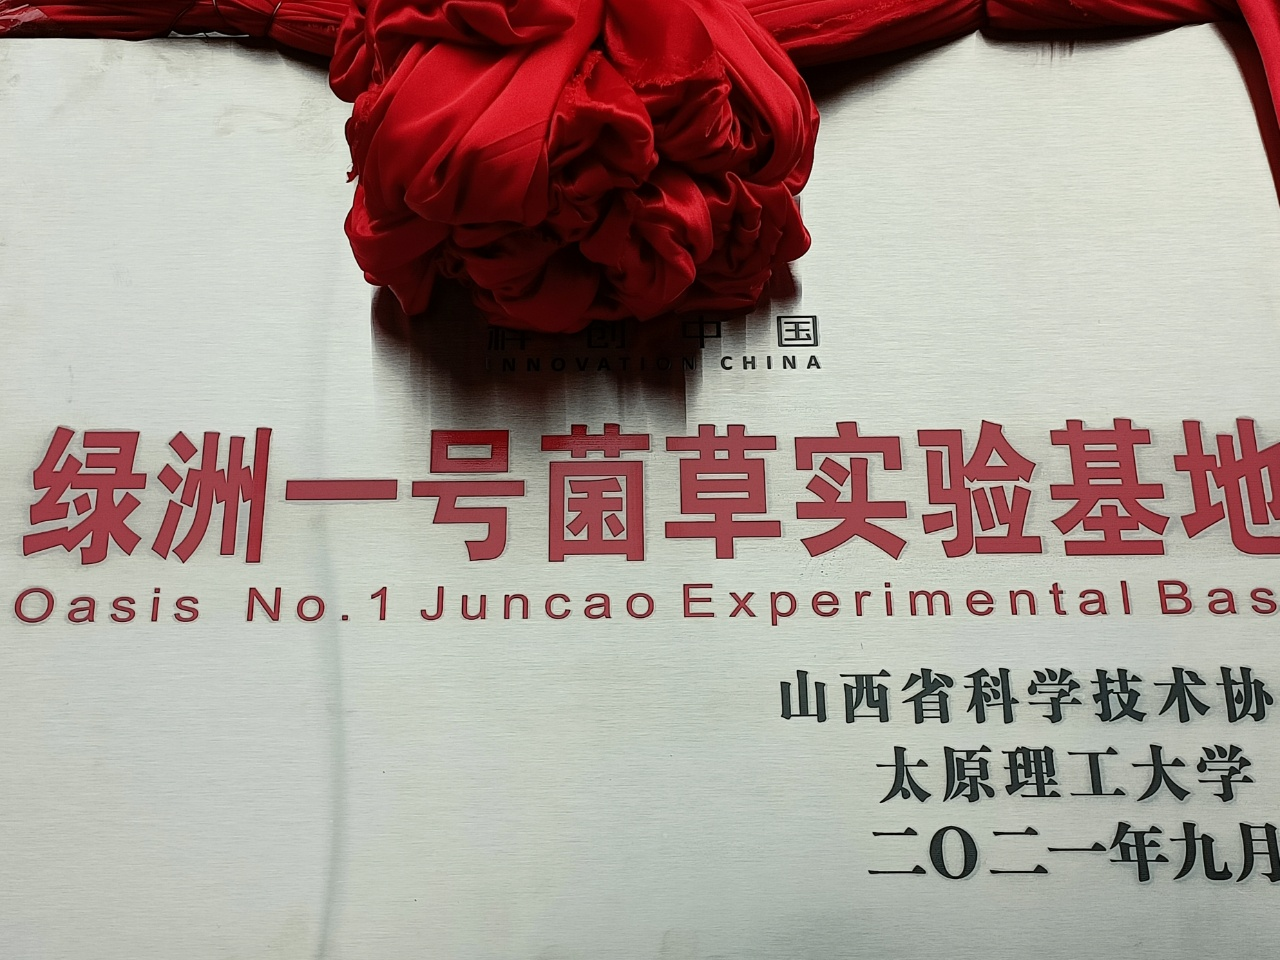 科创中国
INNOVATION CHINA
绿洲一号菌草实验基地
Oasis No.1 Juncao Experimental Bas
山西省科学技术协
太原理工大学
二〇二一年九月